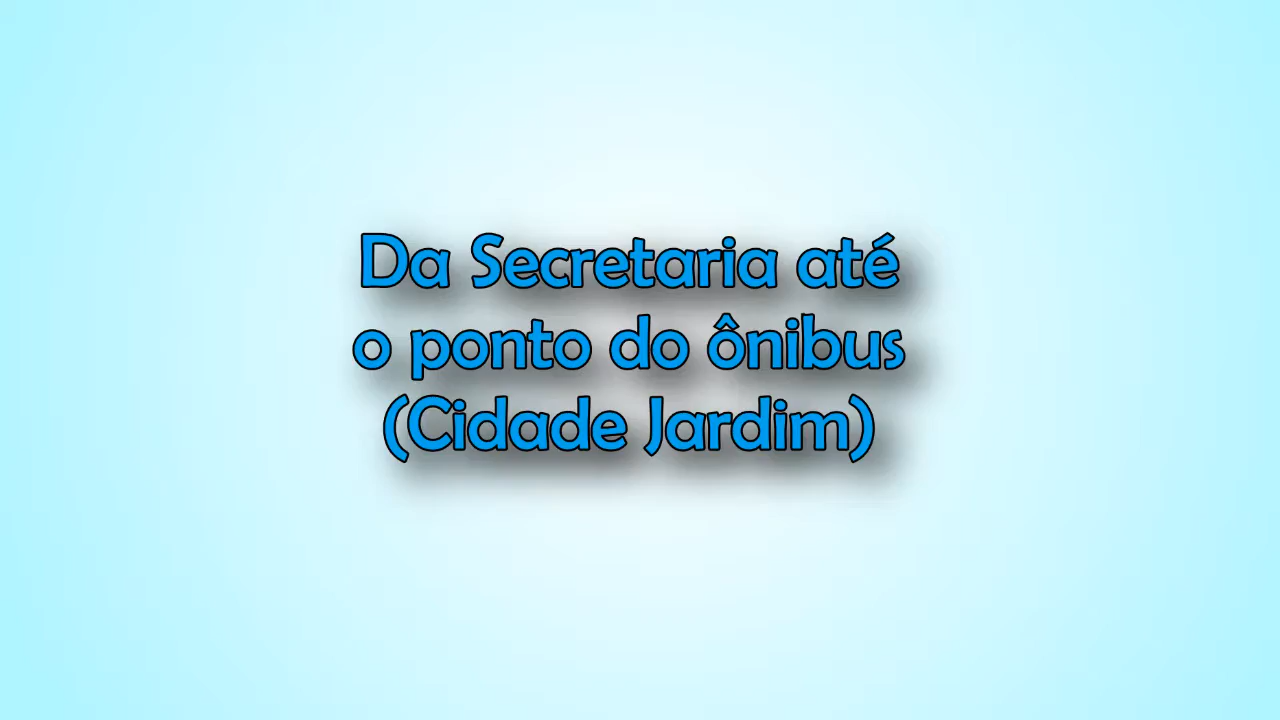 Da Secretaria até
o ponto do ônibus
(Cidade Jardim)